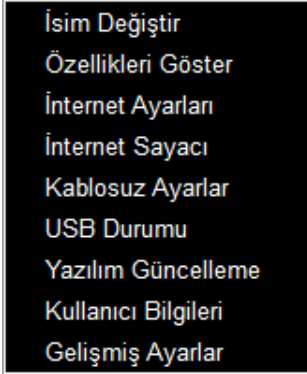 İsim Değiştir
Özellikleri Göster
İnternet Ayarları
İnternet Sayacı
Kablosuz Ayarlar
USB Durumu
Yazılım Güncelleme
Kullanıcı Bilgileri
Gelişmiş Ayarlar